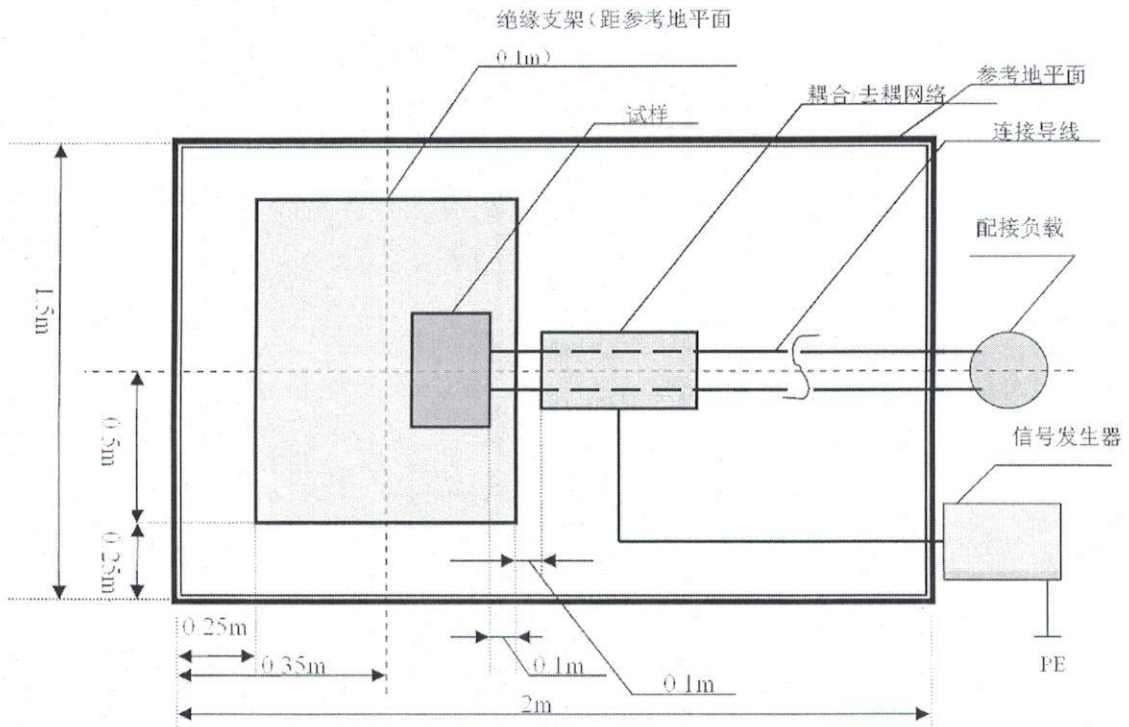 绝缘支架(距参考地平面
0.1m)
参考地平面
耦合/去耦网络
试样
连接导线
配接负载
1.5m
0.5m
信号发生器
0.25m
0.25m
0.35m
0.1m
0.1m
PE
2m